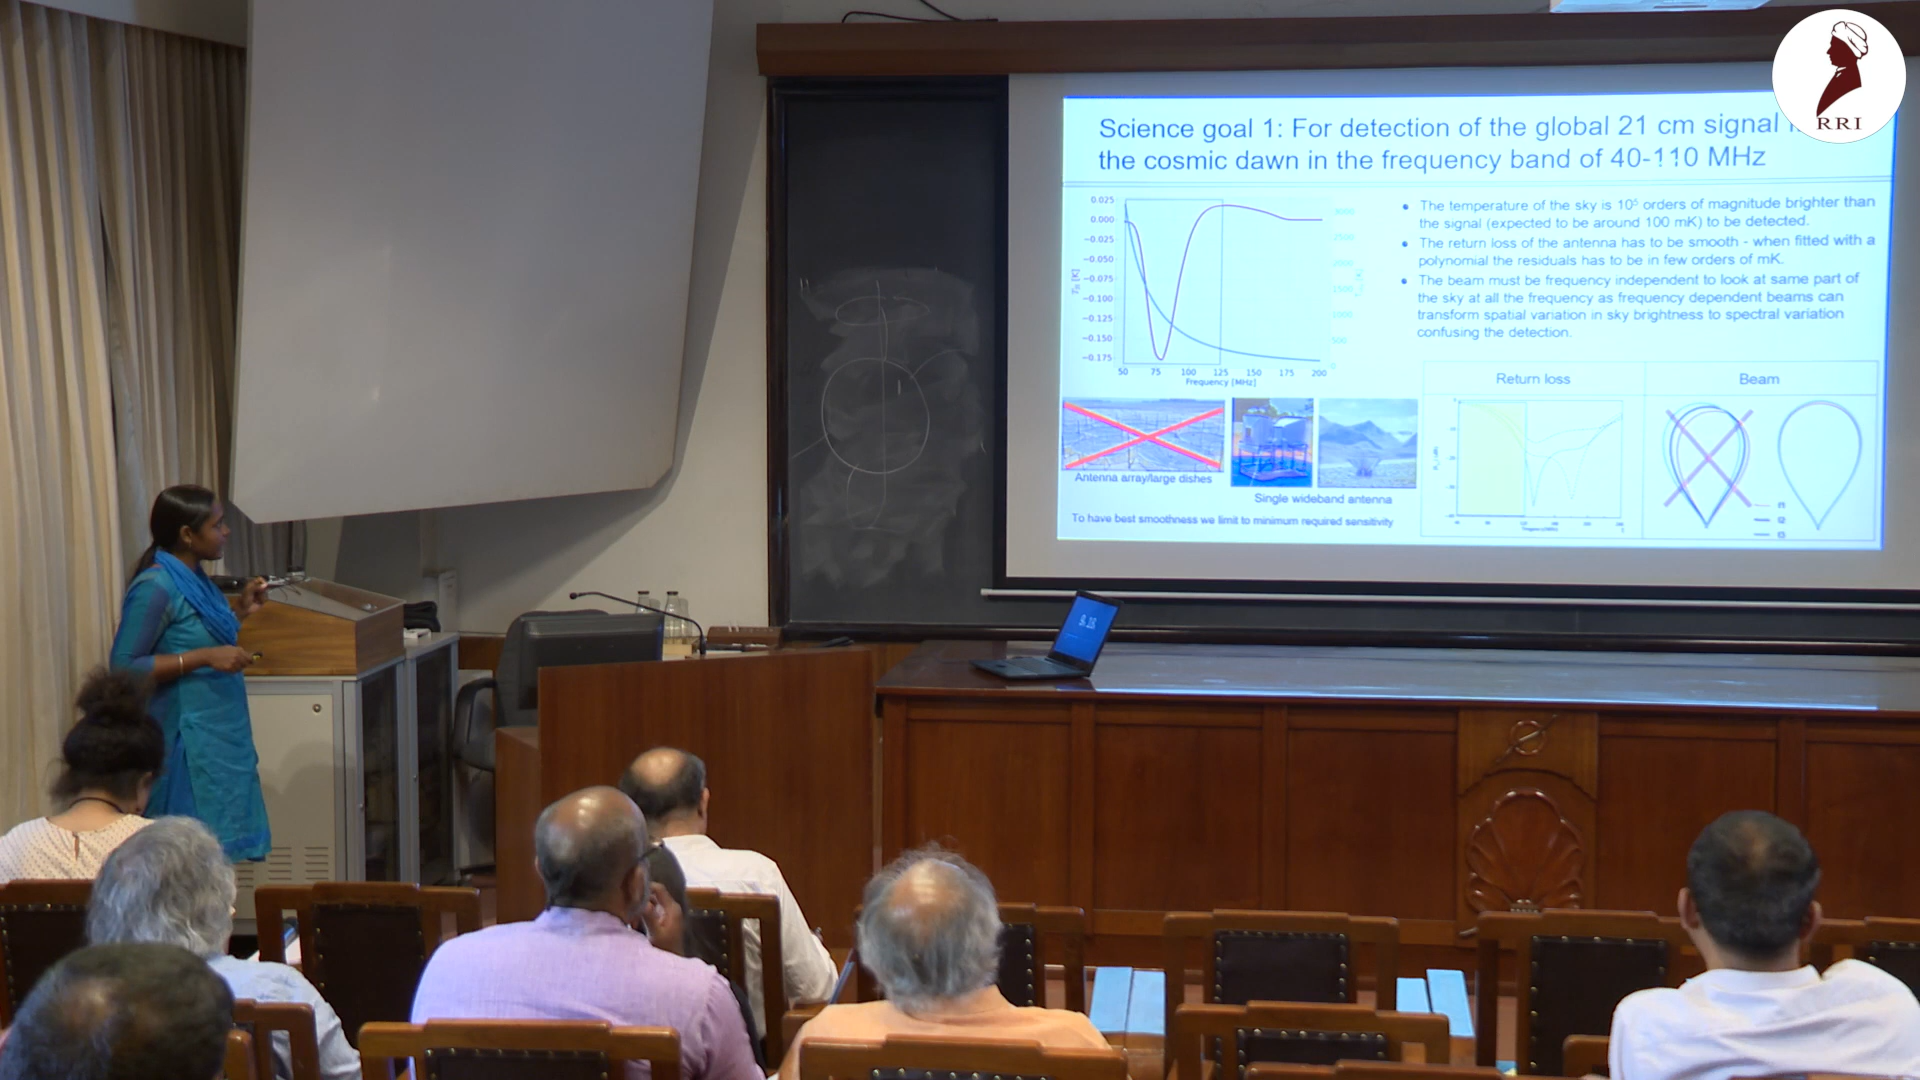 RRI
Science goal 1: For detection of the global 21 cm signal
the cosmic dawn in the frequency band of 40-110 MHz
The temperature of the sky is 10⁵ orders of magnitude brighter than
the signal (expected to be around 100 mK) to be detected.
The return loss of the antenna has to be smooth - when fitted with a
polynomial the residuals has to be in few orders of mK.
The beam must be frequency independent to look at same part of
the sky at all the frequency as frequency dependent beams can
transform spatial variation in sky brightness to spectral variation
confusing the detection.
0.025
0.000
−0.025
−0.050
−0.075
−0.100
−0.125
−0.150
−0.175
50 75 100 125 150 175 200
Frequency [MHz]
3000
2500
2000
1500
1000
500
0
Return loss
Beam
Antenna array/large dishes
Single wideband antenna
To have best smoothness we limit to minimum required sensitivity